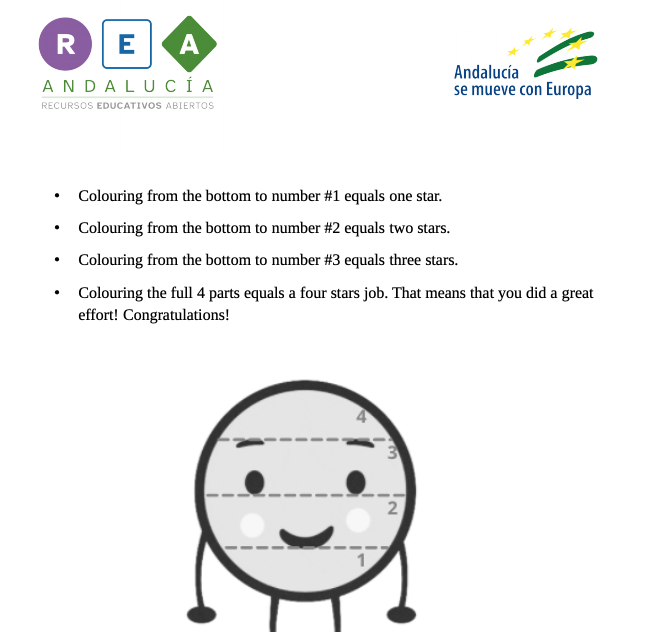 R E A
ANDALUCÍA
RECURSOS EDUCATIVOS ABIERTOS
Andalucía
se mueve con Europa
• Colouring from the bottom to number #1 equals one star.
• Colouring from the bottom to number #2 equals two stars.
• Colouring from the bottom to number #3 equals three stars.
• Colouring the full 4 parts equals a four stars job. That means that you did a great
effort! Congratulations!
4
3
2
1